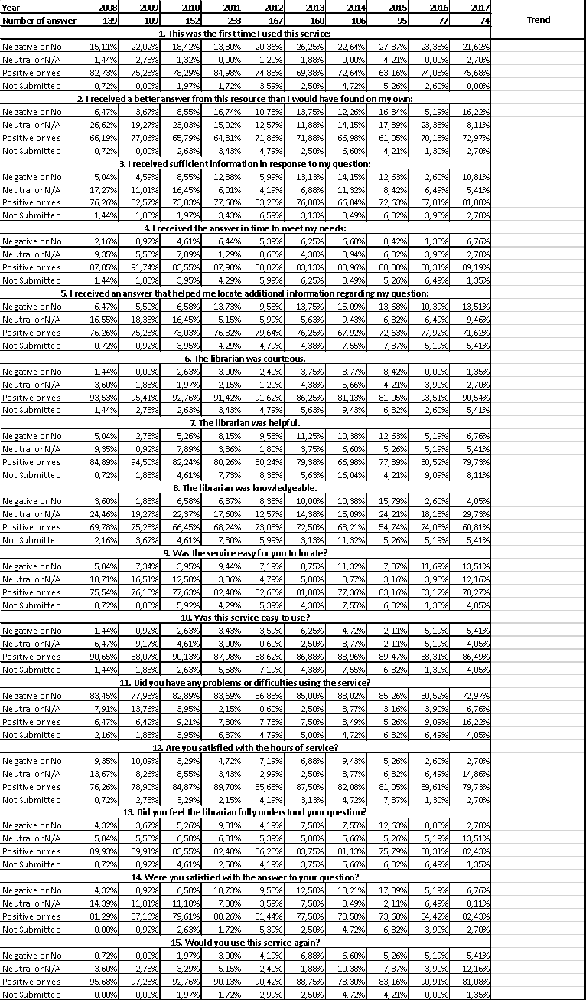 Year 2008 2009 2010 2011 2012 2013 2014 2015 2016 2017 Trend
Number of answer 139 109 152 233 167 160 106 95 77 74
1. This was the first time I used this service:
Negative or No 15,11% 22,02% 18,42% 13,30% 20,36% 26,25% 22,64% 27,37% 23,38% 21,62%
Neutral or N/A 1,44% 2,75% 1,32% 0,00% 1,20% 1,88% 0,00% 4,21% 0,00% 2,70%
Positive or Yes 82,73% 75,23% 78,29% 84,98% 74,85% 69,38% 72,64% 63,16% 74,03% 75,68%
Not Submitted 0,72% 0,00% 1,97% 1,72% 3,59% 2,50% 4,72% 5,26% 2,60% 0,00%
2. I received a better answer from this resource than I would have found on my own:
Negative or No 6,47% 3,67% 8,55% 16,74% 10,78% 13,75% 12,26% 16,84% 5,19% 16,22%
Neutral or N/A 26,62% 19,27% 23,03% 15,02% 12,57% 11,88% 14,15% 17,89% 23,38% 8,11%
Positive or Yes 66,19% 77,06% 65,79% 64,81% 71,86% 71,88% 66,98% 61,05% 70,13% 72,97%
Not Submitted 0,72% 0,00% 2,63% 3,43% 4,79% 2,50% 6,60% 4,21% 1,30% 2,70%
3. I received sufficient information in response to my question:
Negative or No 5,04% 4,59% 8,55% 12,88% 5,99% 13,13% 14,15% 12,63% 2,60% 10,81%
Neutral or N/A 17,27% 11,01% 16,45% 6,01% 4,19% 6,88% 11,32% 8,42% 6,49% 5,41%
Positive or Yes 76,26% 82,57% 73,03% 77,68% 83,23% 76,88% 66,04% 72,63% 87,01% 81,08%
Not Submitted 1,44% 1,83% 1,97% 3,43% 6,59% 3,13% 8,49% 6,32% 3,90% 2,70%
4. I received the answer in time to meet my needs:
Negative or No 2,16% 0,92% 4,61% 6,44% 5,39% 6,25% 6,60% 8,42% 1,30% 6,76%
Neutral or N/A 9,35% 5,50% 7,89% 1,29% 0,60% 4,38% 0,94% 6,32% 3,90% 2,70%
Positive or Yes 87,05% 91,74% 83,55% 87,98% 88,02% 83,13% 83,96% 80,00% 88,31% 89,19%
Not Submitted 1,44% 1,83% 3,95% 4,29% 5,99% 6,25% 8,49% 5,26% 6,49% 1,35%
5. I received an answer that helped me locate additional information regarding my question:
Negative or No 6,47% 5,50% 6,58% 13,73% 9,58% 13,75% 15,09% 13,68% 10,39% 13,51%
Neutral or N/A 16,55% 18,35% 16,45% 5,15% 5,99% 5,63% 9,43% 6,32% 6,49% 9,46%
Positive or Yes 76,26% 75,23% 73,03% 76,82% 79,64% 76,25% 67,92% 72,63% 77,92% 71,62%
Not Submitted 0,72% 0,92% 3,95% 4,29% 4,79% 4,38% 7,55% 7,37% 5,19% 5,41%
6. The librarian was courteous.
Negative or No 1,44% 0,00% 2,63% 3,00% 2,40% 3,75% 3,77% 8,42% 0,00% 1,35%
Neutral or N/A 3,60% 1,83% 1,97% 2,15% 1,20% 4,38% 5,66% 4,21% 3,90% 2,70%
Positive or Yes 93,53% 95,41% 92,76% 91,42% 91,62% 86,25% 81,13% 81,05% 93,51% 90,54%
Not Submitted 1,44% 2,75% 2,63% 3,43% 4,79% 5,63% 9,43% 6,32% 2,60% 5,41%
7. The librarian was helpful.
Negative or No 5,04% 2,75% 5,26% 8,15% 9,58% 11,25% 10,38% 12,63% 5,19% 6,76%
Neutral or N/A 9,35% 0,92% 7,89% 3,86% 1,80% 3,75% 6,60% 5,26% 5,19% 5,41%
Positive or Yes 84,89% 94,50% 82,24% 80,26% 80,24% 79,38% 66,98% 77,89% 80,52% 79,73%
Not Submitted 0,72% 1,83% 4,61% 7,73% 8,38% 5,63% 16,04% 4,21% 9,09% 8,11%
8. The librarian was knowledgeable.
Negative or No 3,60% 1,83% 6,58% 6,87% 8,38% 10,00% 10,38% 15,79% 2,60% 4,05%
Neutral or N/A 24,46% 19,27% 22,37% 17,60% 12,57% 14,38% 15,09% 24,21% 18,18% 29,73%
Positive or Yes 69,78% 75,23% 66,45% 68,24% 73,05% 72,50% 63,21% 54,74% 74,03% 60,81%
Not Submitted 2,16% 3,67% 4,61% 7,30% 5,99% 3,13% 11,32% 5,26% 5,19% 5,41%
9. Was the service easy for you to locate?
Negative or No 5,04% 7,34% 3,95% 9,44% 7,19% 8,75% 11,32% 7,37% 11,69% 13,51%
Neutral or N/A 18,71% 16,51% 12,50% 3,86% 4,79% 5,00% 3,77% 3,16% 3,90% 12,16%
Positive or Yes 75,54% 76,15% 77,63% 82,40% 82,63% 81,88% 77,36% 83,16% 83,12% 70,27%
Not Submitted 0,72% 0,00% 5,92% 4,29% 5,39% 4,38% 7,55% 6,32% 1,30% 4,05%
10. Was this service easy to use?
Negative or No 1,44% 0,92% 2,63% 3,43% 3,59% 6,25% 4,72% 2,11% 5,19% 5,41%
Neutral or N/A 6,47% 9,17% 4,61% 3,00% 0,60% 2,50% 3,77% 2,11% 5,19% 4,05%
Positive or Yes 90,65% 88,07% 90,13% 87,98% 88,62% 86,88% 83,96% 89,47% 88,31% 86,49%
Not Submitted 1,44% 1,83% 2,63% 5,58% 7,19% 4,38% 7,55% 6,32% 1,30% 4,05%
11. Did you have any problems or difficulties using the service?
Negative or No 83,45% 77,98% 82,89% 83,69% 86,83% 85,00% 83,02% 85,26% 80,52% 72,97%
Neutral or N/A 7,91% 13,76% 3,95% 2,15% 0,60% 2,50% 3,77% 3,16% 3,90% 6,76%
Positive or Yes 6,47% 6,42% 9,21% 7,30% 7,78% 7,50% 8,49% 5,26% 9,09% 16,22%
Not Submitted 2,16% 1,83% 3,95% 6,87% 4,79% 5,00% 4,72% 6,32% 6,49% 4,05%
12. Are you satisfied with the hours of service?
Negative or No 9,35% 10,09% 3,29% 4,72% 7,19% 6,88% 9,43% 5,26% 2,60% 2,70%
Neutral or N/A 13,67% 8,26% 8,55% 3,43% 2,99% 2,50% 3,77% 6,32% 6,49% 14,86%
Positive or Yes 76,26% 78,90% 84,87% 89,70% 85,63% 87,50% 82,08% 81,05% 89,61% 79,73%
Not Submitted 0,72% 2,75% 3,29% 2,15% 4,19% 3,13% 4,72% 7,37% 1,30% 2,70%
13. Did you feel the librarian fully understood your question?
Negative or No 4,32% 3,67% 5,26% 9,01% 4,19% 7,50% 7,55% 12,63% 0,00% 2,70%
Neutral or N/A 5,04% 5,50% 6,58% 6,01% 5,39% 5,00% 5,66% 5,26% 5,19% 13,51%
Positive or Yes 89,93% 89,91% 83,55% 82,40% 86,23% 83,75% 81,13% 75,79% 88,31% 82,43%
Not Submitted 0,72% 0,92% 4,61% 2,58% 4,19% 3,75% 5,66% 6,32% 6,49% 1,35%
14. Were you satisfied with the answer to your question?
Negative or No 4,32% 0,92% 6,58% 10,73% 9,58% 12,50% 13,21% 17,89% 5,19% 6,76%
Neutral or N/A 14,39% 11,01% 11,18% 7,30% 3,59% 7,50% 8,49% 2,11% 6,49% 8,11%
Positive or Yes 81,29% 87,16% 79,61% 80,26% 81,44% 77,50% 73,58% 73,68% 84,42% 82,43%
Not Submitted 0,00% 0,92% 2,63% 1,72% 5,39% 2,50% 4,72% 6,32% 3,90% 2,70%
15. Would you use this service again?
Negative or No 0,72% 0,00% 1,97% 3,00% 4,19% 6,88% 6,60% 5,26% 5,19% 5,41%
Neutral or N/A 3,60% 2,75% 3,29% 5,15% 2,40% 1,88% 10,38% 7,37% 3,90% 12,16%
Positive or Yes 95,68% 97,25% 92,76% 90,13% 90,42% 88,75% 78,30% 83,16% 90,91% 81,08%
Not Submitted 0,00% 0,00% 1,97% 1,72% 2,99% 2,50% 4,72% 4,21% 0,00% 1,35%